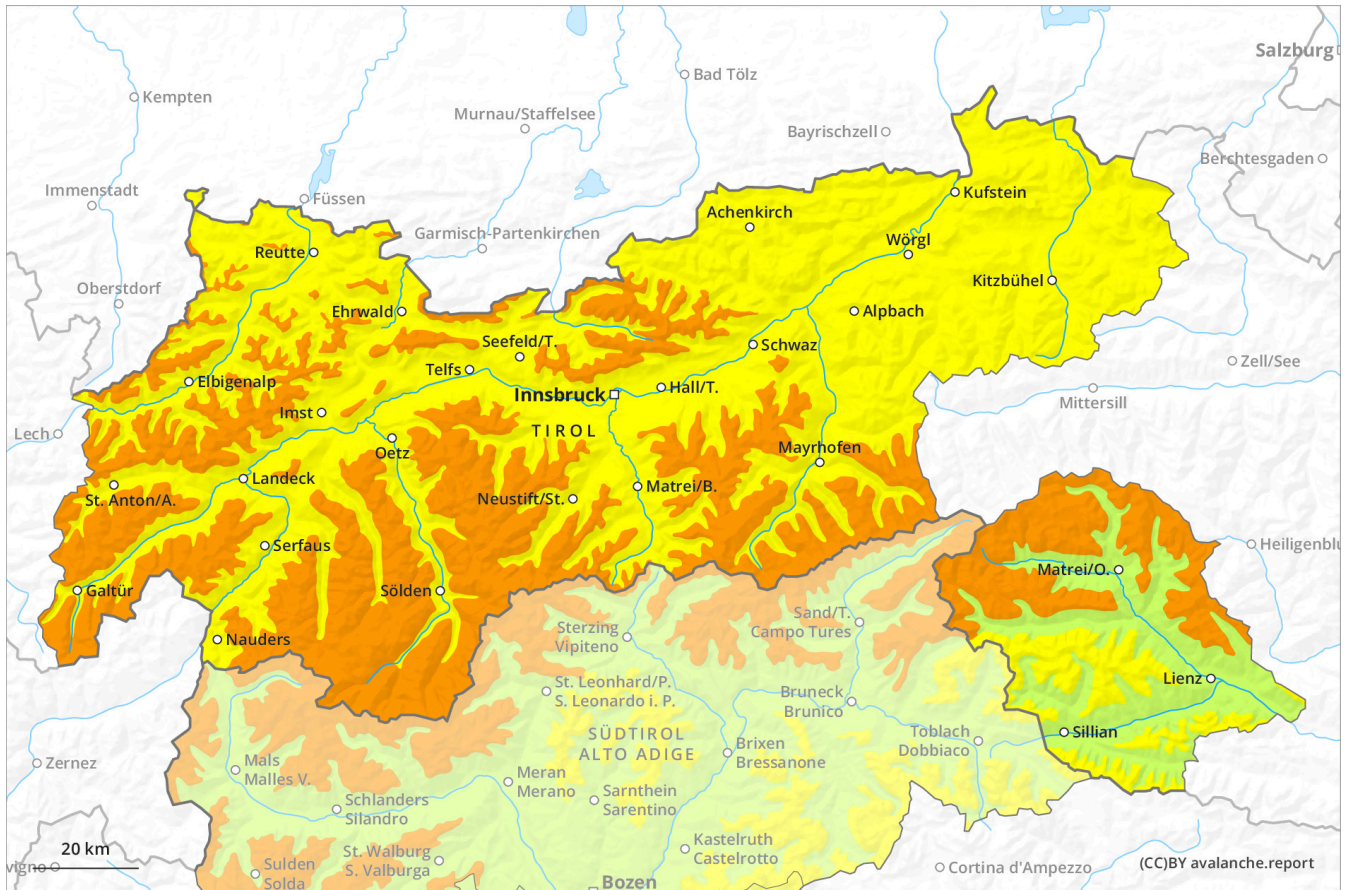 Salzburg
Bad Tölz
Kempten
Murnau/Staffelsee
Bayrischzell
Berchtesgaden
Immenstadt
Füssen
Kufstein
Achenkirch
Garmisch-Partenkirchen
Wörgl
Reutte
Oberstdorf
Kitzbühel
Ehrwald
Alpbach
Seefeld/T.
Schwaz
Zell/See
Telfs
Elbigenalp
Hall/T.
Innsbruck
Mittersill
Imst
TIROL
Lech
Mayrhofen
Oetz
Landeck
Matrei/B.
St. Anton/A.
Neustift/St.
Serfaus
Heiligenblu
Matrei/O.
Galtür
Sölden
Sand/T.
Campo Tures
Sterzing
Vipiteno
Nauders
Lienz
St. Leonhard/P.
S. Leonardo i. P.
Bruneck
Brunico
SÜDTIROL
ALTO ADIGE
Toblach
Dobbiaco
Sillian
Brixen
Bressanone
Zernez
Mals
Malles V.
Meran
Merano
Sarnthein
Sarentino
Schlanders
Silandro
20 km
St. Walburg
S. Valburga
Kastelruth
Castelrotto
vigno
Sulden
Solda
Cortina d'Ampezzo
(CC)BY avalanche.report
Bozen